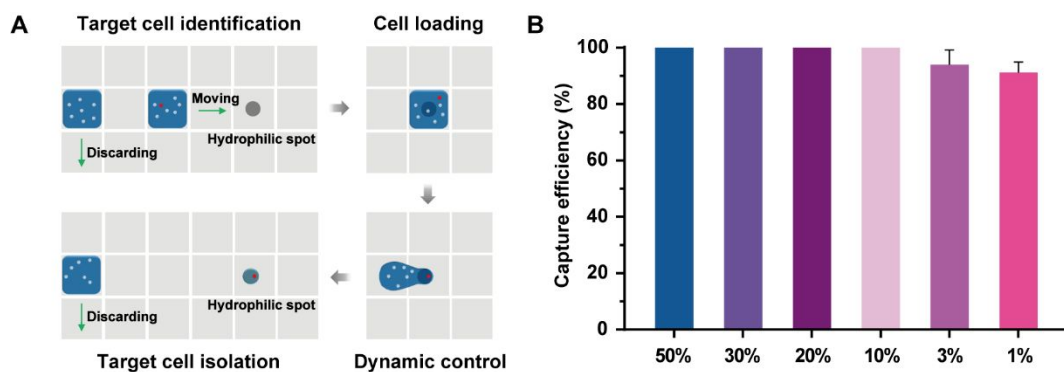 A
Target cell identification
Cell loading
Moving
Hydrophilic spot
Discarding
Hydrophilic spot
Discarding
Target cell isolation
Dynamic control
B
Capture efficiency (%)
100
80
60
40
20
0
50% 30% 20% 10% 3% 1%